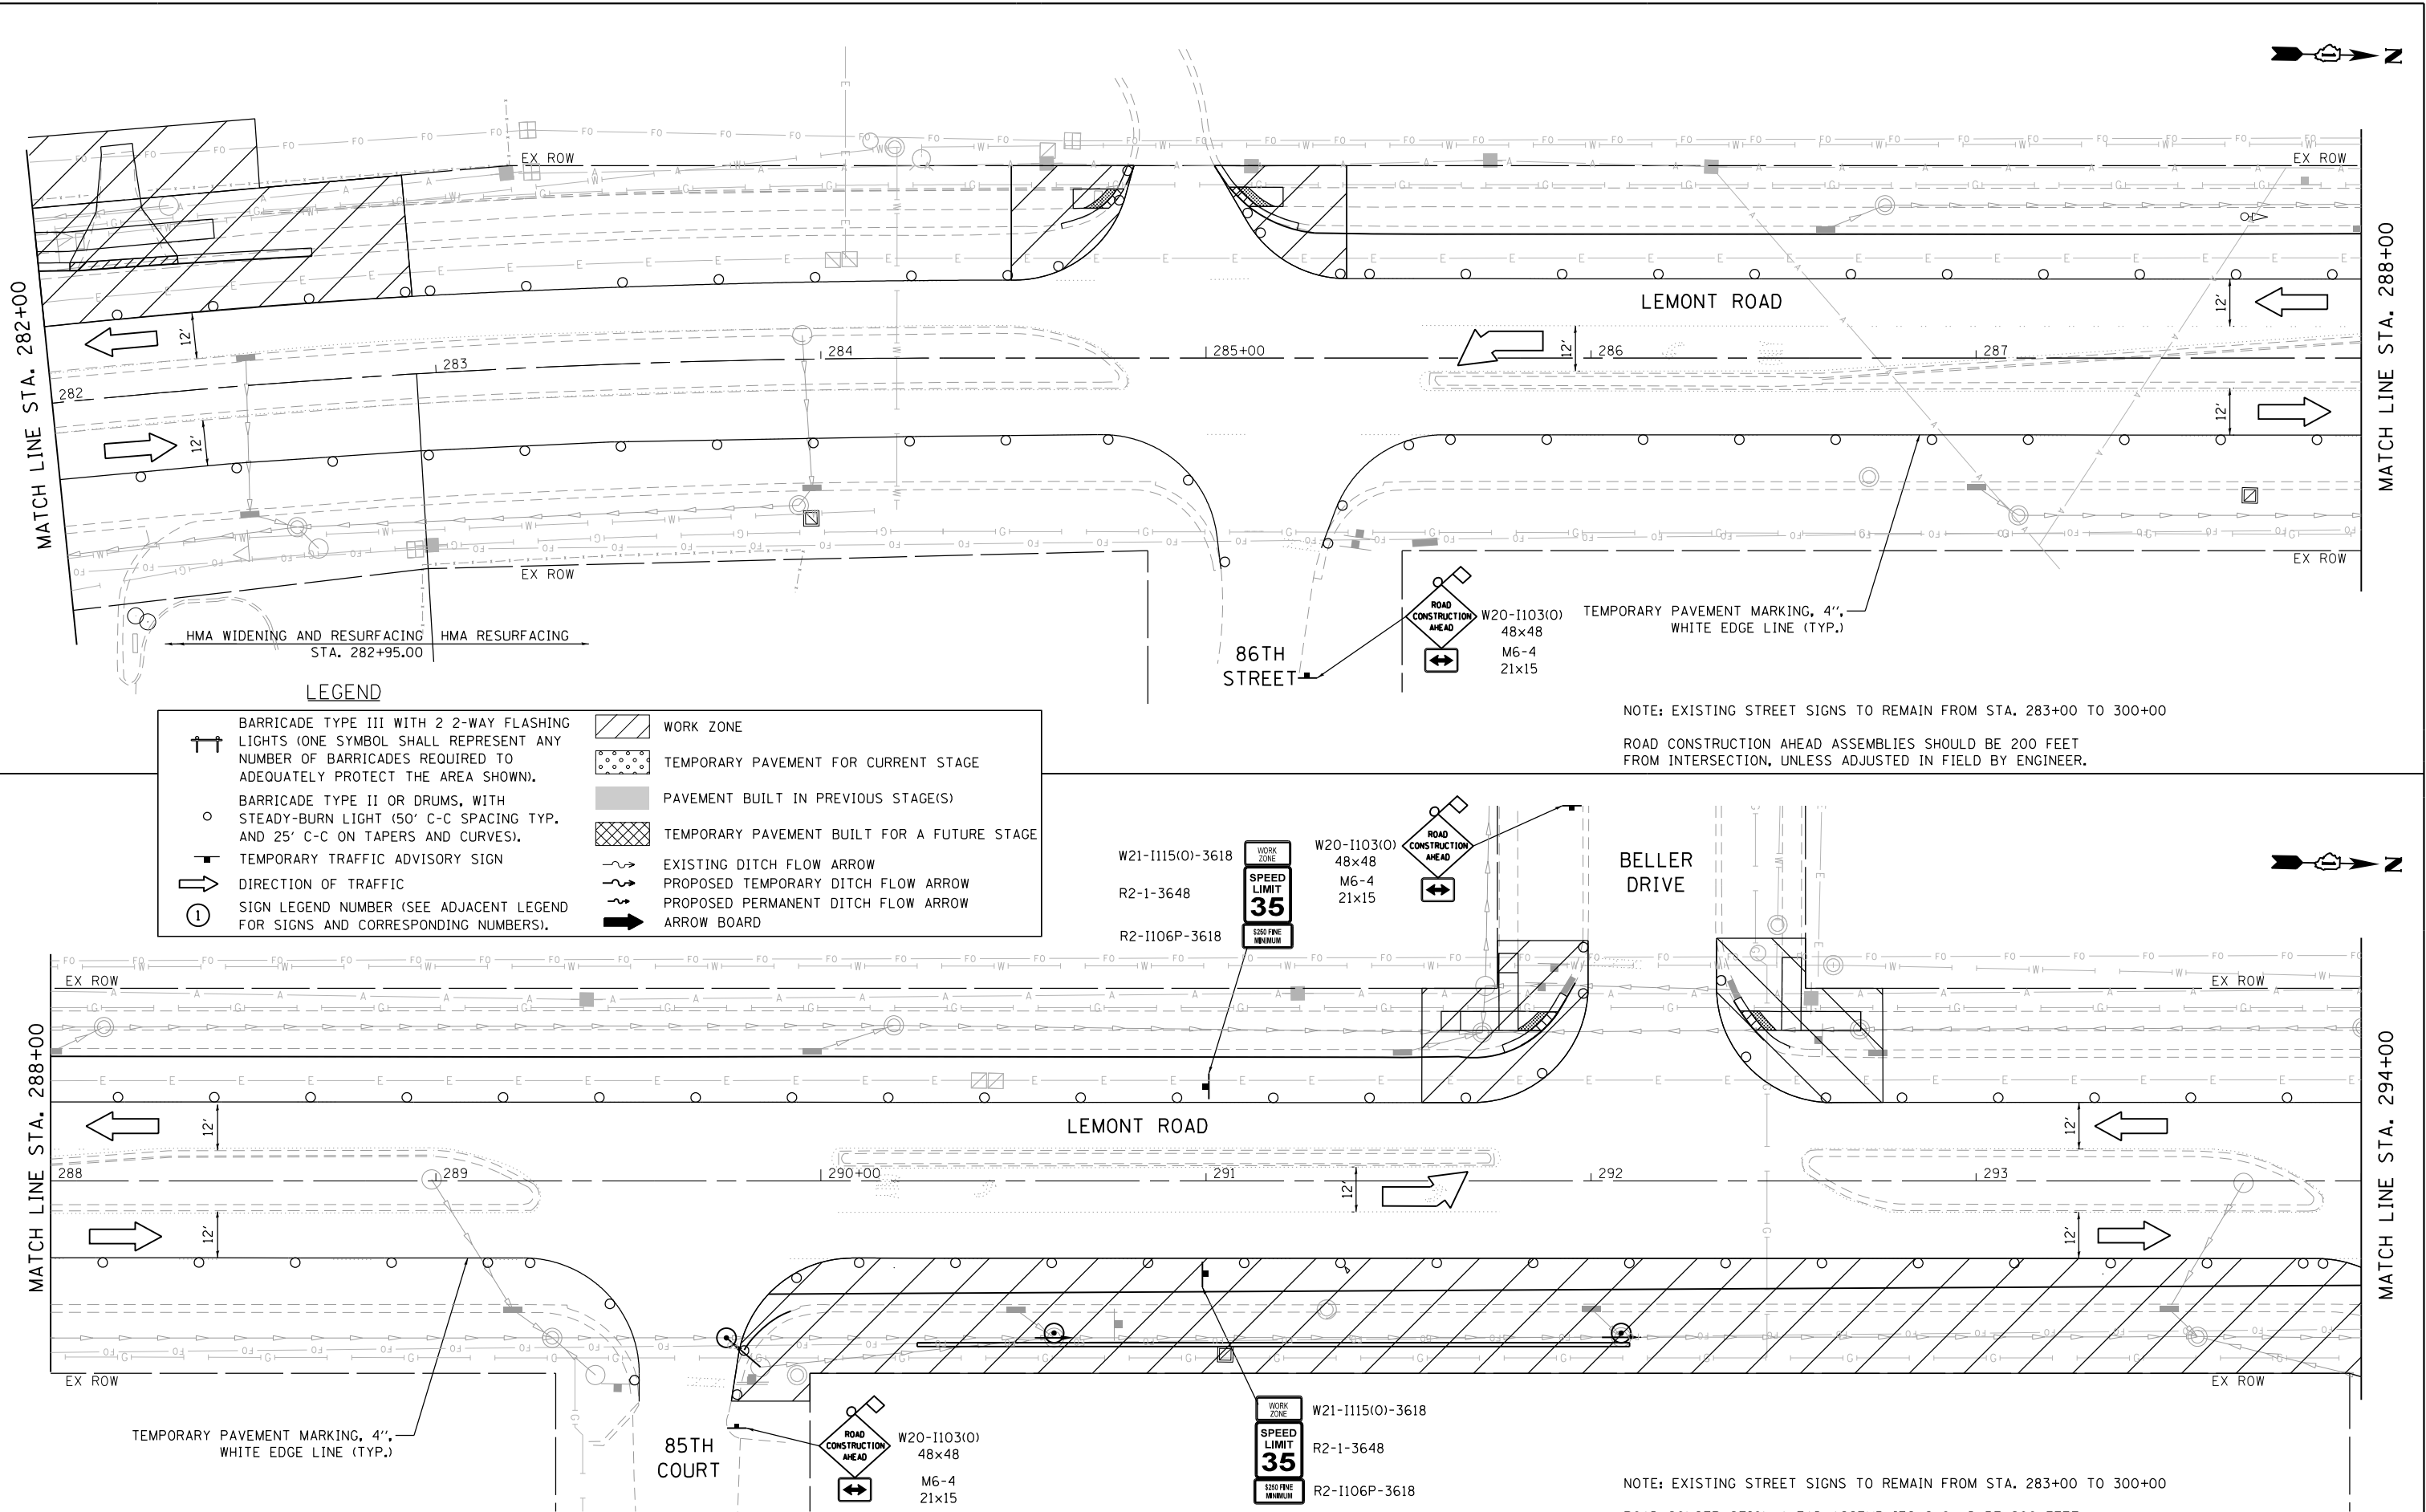 N
EX ROW
EX ROW
MATCH LINE STA. 282+00
MATCH LINE STA. 288+00
LEMONT ROAD
12'
12'
12'
12'
12'
282
283
284
285+00
286
287
EX ROW
EX ROW
HMA WIDENING AND RESURFACING
HMA RESURFACING
STA. 282+95.00
86TH
STREET
ROAD
CONSTRUCTION
AHEAD
W20-I103(O)
48x48
M6-4
21x15
TEMPORARY PAVEMENT MARKING, 4",
WHITE EDGE LINE (TYP.)
NOTE: EXISTING STREET SIGNS TO REMAIN FROM STA. 283+00 TO 300+00
ROAD CONSTRUCTION AHEAD ASSEMBLIES SHOULD BE 200 FEET
FROM INTERSECTION, UNLESS ADJUSTED IN FIELD BY ENGINEER.
LEGEND
BARRICADE TYPE III WITH 2 2-WAY FLASHING
LIGHTS (ONE SYMBOL SHALL REPRESENT ANY
NUMBER OF BARRICADES REQUIRED TO
ADEQUATELY PROTECT THE AREA SHOWN).
BARRICADE TYPE II OR DRUMS, WITH
STEADY-BURN LIGHT (50' C-C SPACING TYP.
AND 25' C-C ON TAPERS AND CURVES).
TEMPORARY TRAFFIC ADVISORY SIGN
DIRECTION OF TRAFFIC
1
SIGN LEGEND NUMBER (SEE ADJACENT LEGEND
FOR SIGNS AND CORRESPONDING NUMBERS).
WORK ZONE
TEMPORARY PAVEMENT FOR CURRENT STAGE
PAVEMENT BUILT IN PREVIOUS STAGE(S)
TEMPORARY PAVEMENT BUILT FOR A FUTURE STAGE
EXISTING DITCH FLOW ARROW
PROPOSED TEMPORARY DITCH FLOW ARROW
PROPOSED PERMANENT DITCH FLOW ARROW
ARROW BOARD
W21-I115(O)-3618
R2-1-3648
R2-I106P-3618
WORK
ZONE
SPEED
LIMIT
35
$250 FINE
MINIMUM
W20-I103(O)
48x48
M6-4
21x15
ROAD
CONSTRUCTION
AHEAD
BELLER
DRIVE
N
EX ROW
EX ROW
MATCH LINE STA. 288+00
MATCH LINE STA. 294+00
LEMONT ROAD
12'
12'
12'
12'
12'
288
289
290+00
291
292
293
EX ROW
EX ROW
TEMPORARY PAVEMENT MARKING, 4",
WHITE EDGE LINE (TYP.)
85TH
COURT
ROAD
CONSTRUCTION
AHEAD
W20-I103(O)
48x48
M6-4
21x15
WORK
ZONE
SPEED
LIMIT
35
$250 FINE
MINIMUM
W21-I115(O)-3618
R2-1-3648
R2-I106P-3618
NOTE: EXISTING STREET SIGNS TO REMAIN FROM STA. 283+00 TO 300+00